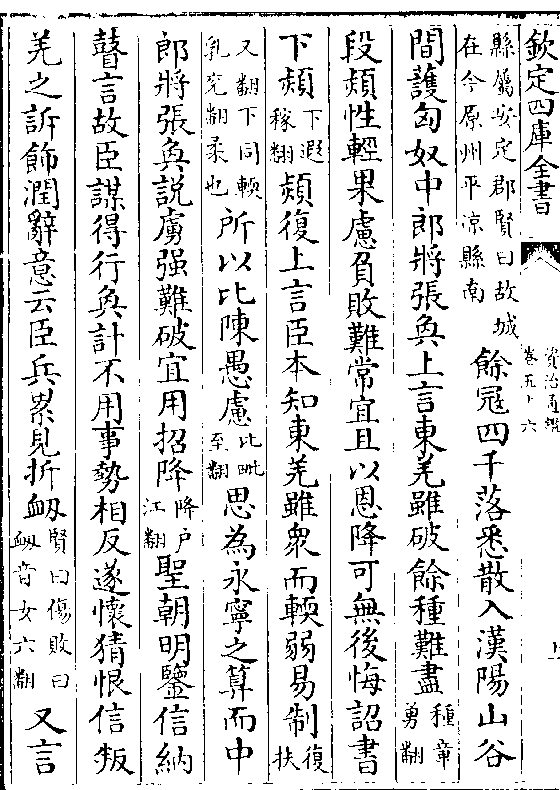 欽定四庫全書
資治通鑑
卷五十六
縣屬安定郡賢曰故城
在今原州平涼縣南
餘寇四千落悉散入漢陽山谷
間護匈奴中郎將張奐上言東羌雖破餘種難盡
種章
勇翻
段熲性輕果慮負敗難常宜且以恩降可無後悔詔書
下熲
下遐
稼翻
熲復上言臣本知東羌雖衆而輭弱易制
復扶
又翻下同輭
乳兖翻柔也
所以比陳愚慮
比毗
至翻
思為永寧之算而中
郎將張奐説虜强難破宜用招降
降戶
江翻
聖朝明鑒信納
瞽言故臣謀得行奐計不用事勢相反遂懷猜恨信叛
羌之訴飾潤辭意云臣兵累見折衂
賢曰傷敗曰
衂音女六翻
又言